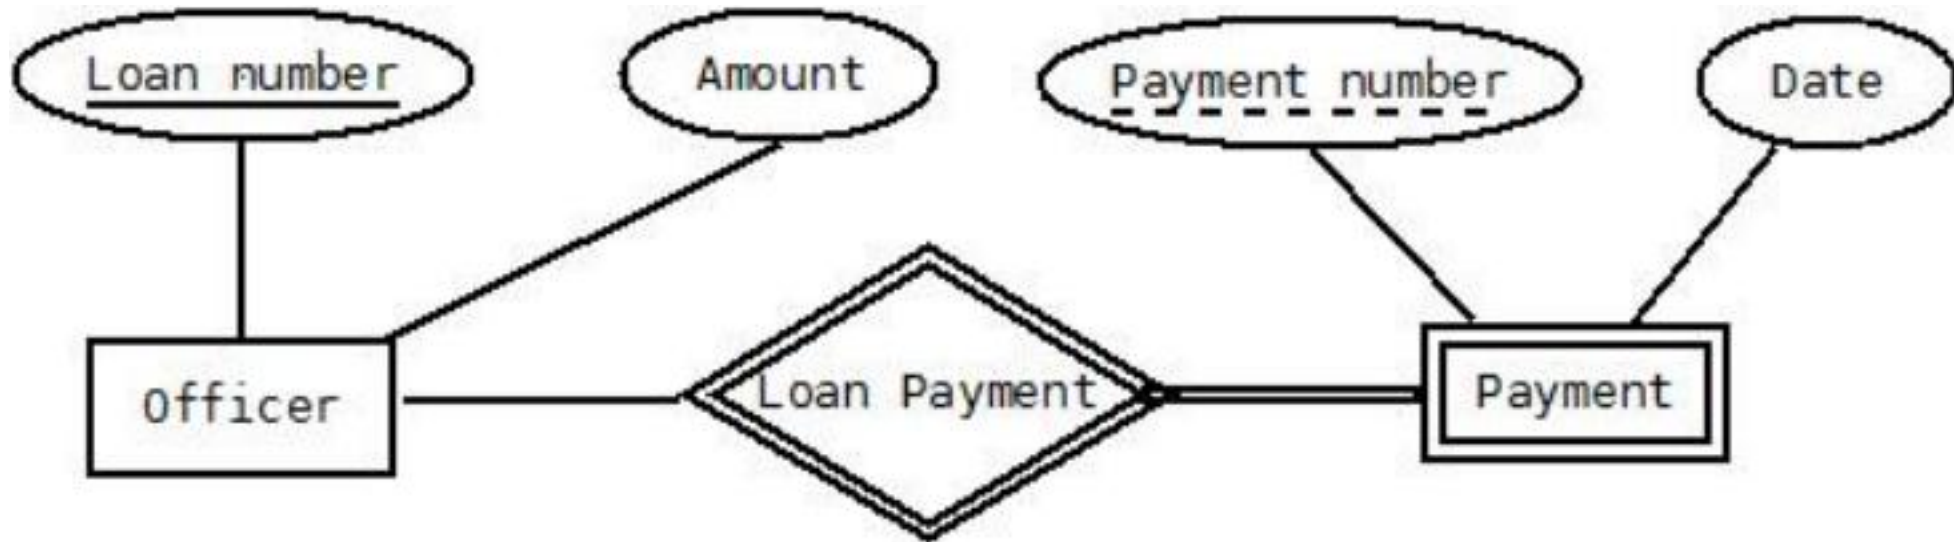 Loan number
Amount
Payment number
Date
Officer
Loan Payment
Payment